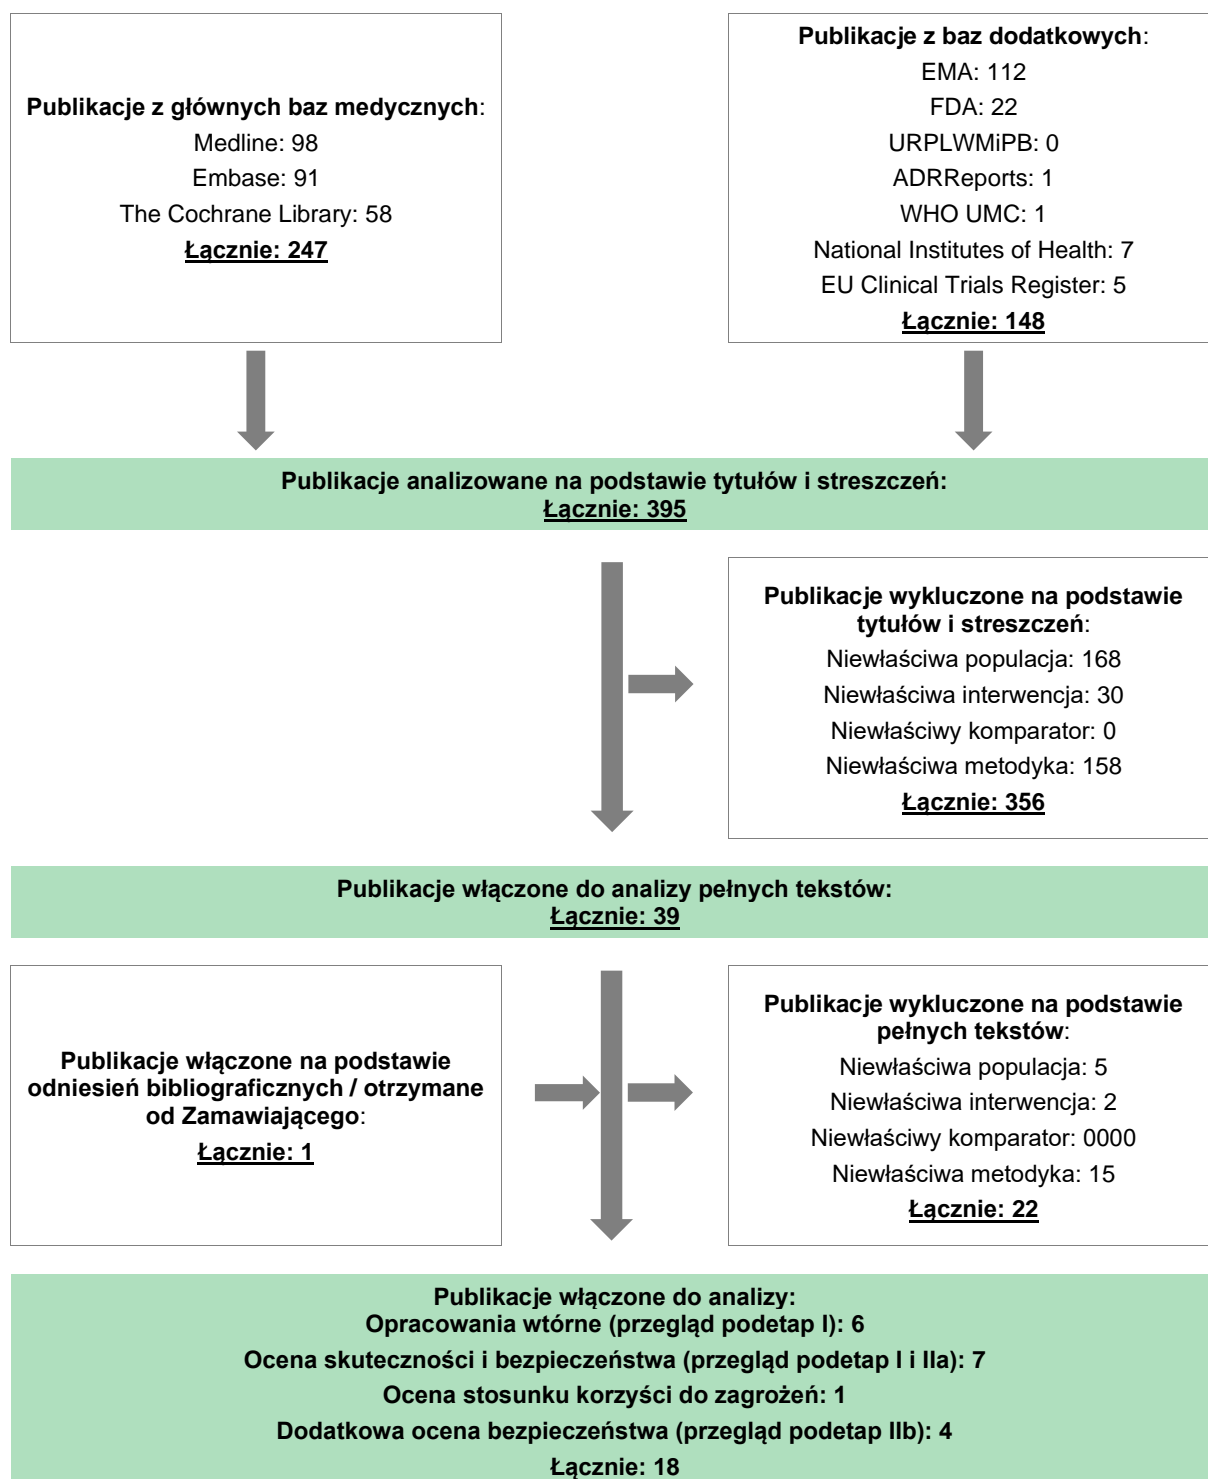 Publikacje z głównych baz medycznych:
Medline: 98
Embase: 91
The Cochrane Library: 58
Łącznie: 247
Publikacje z baz dodatkowych:
EMA: 112
FDA: 22
URPLWMiPB: 0
ADRReports: 1
WHO UMC: 1
National Institutes of Health: 7
EU Clinical Trials Register: 5
Łącznie: 148
Publikacje analizowane na podstawie tytułów i streszczeń:
Łącznie: 395
Publikacje wykluczone na podstawie
tytułów i streszczeń:
Niewłaściwa populacja: 168
Niewłaściwa interwencja: 30
Niewłaściwy komparator: 0
Niewłaściwa metodyka: 158
Łącznie: 356
Publikacje włączone do analizy pełnych tekstów:
Łącznie: 39
Publikacje włączone na podstawie
odniesień bibliograficznych / otrzymane
od Zamawiającego:
Łącznie: 1
Publikacje wykluczone na podstawie
pełnych tekstów:
Niewłaściwa populacja: 5
Niewłaściwa interwencja: 2
Niewłaściwy komparator: 0000
Niewłaściwa metodyka: 15
Łącznie: 22
Publikacje włączone do analizy:
Opracowania wtórne (przegląd podetap I): 6
Ocena skuteczności i bezpieczeństwa (przegląd podetap I i IIa): 7
Ocena stosunku korzyści do zagrożeń: 1
Dodatkowa ocena bezpieczeństwa (przegląd podetap IIb): 4
Łącznie: 18